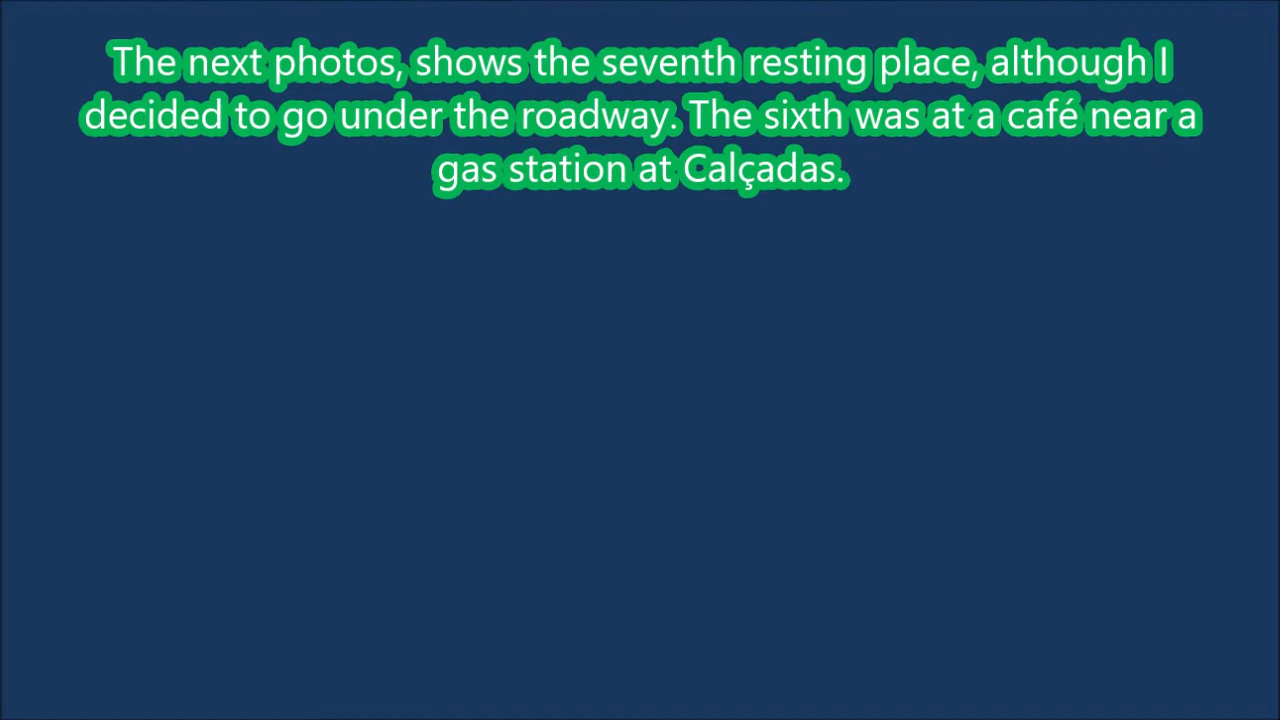 The next photos, shows the seventh resting place, although I
decided to go under the roadway. The sixth was at a café near a
gas station at Calçadas.